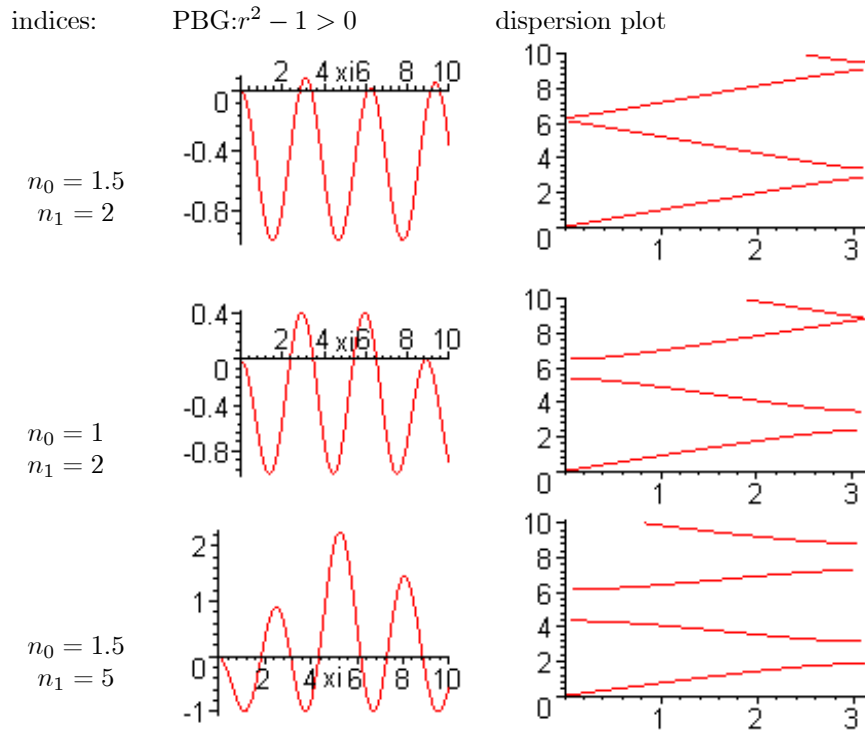 indices: PBG:r² − 1 > 0 dispersion plot
2 4 xi 6 8 10
0
-0.4
-0.8
n₀ = 1.5
n₁ = 2
10
8
6
4
2
0
1 2 3
0.4
2 4 xi 6 8 10
0
-0.4
-0.8
n₀ = 1
n₁ = 2
10
8
6
4
2
0
1 2 3
2
1
0
-1
2 4 xi 6 8 10
n₀ = 1.5
n₁ = 5
10
8
6
4
2
0
1 2 3